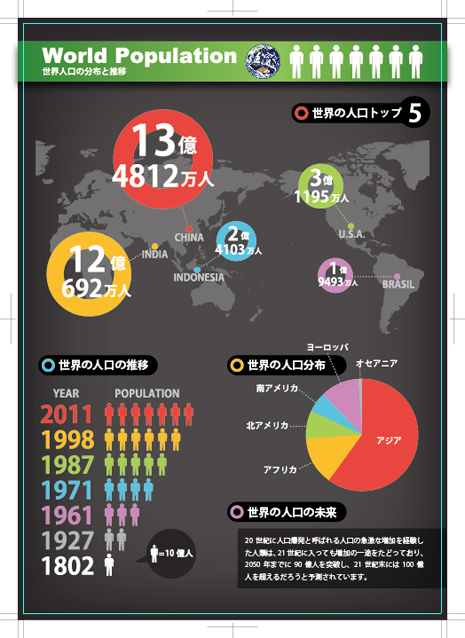 World Population
世界人口の分布と推移
世界の人口トップ 5
13億
4812万人
CHINA
3億
1195万人
U.S.A.
2億
4103万人
INDONESIA
12億
692万人
INDIA
1億
9493万人
BRASIL
世界の人口の推移
YEAR POPULATION
2011
1998
1987
1971
1961
1927
1802
=10 億人
世界の人口分布
ヨーロッパ
オセアニア
南アメリカ
北アメリカ
アフリカ
アジア
世界の人口の未来
20 世紀に人口爆発と呼ばれる人口の急激な増加を経験し
た人類は、21 世紀に入っても増加の一途をたどっており、
2050 年までに 90 億人を突破し、21 世紀末には 100 億
人を超えるだろうと予測されています。